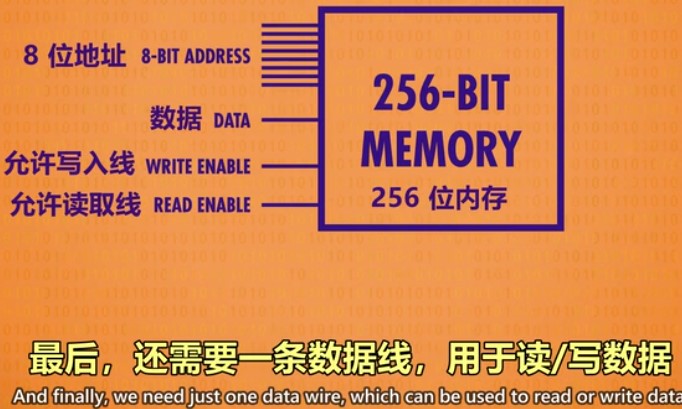 8 位地址 8-BIT ADDRESS
数据 DATA
允许写入线 WRITE ENABLE
允许读取线 READ ENABLE
256-BIT
MEMORY
256 位内存
最后，还需要一条数据线，用于读/写数据
And finally, we need just one data wire, which can be used to read or write data